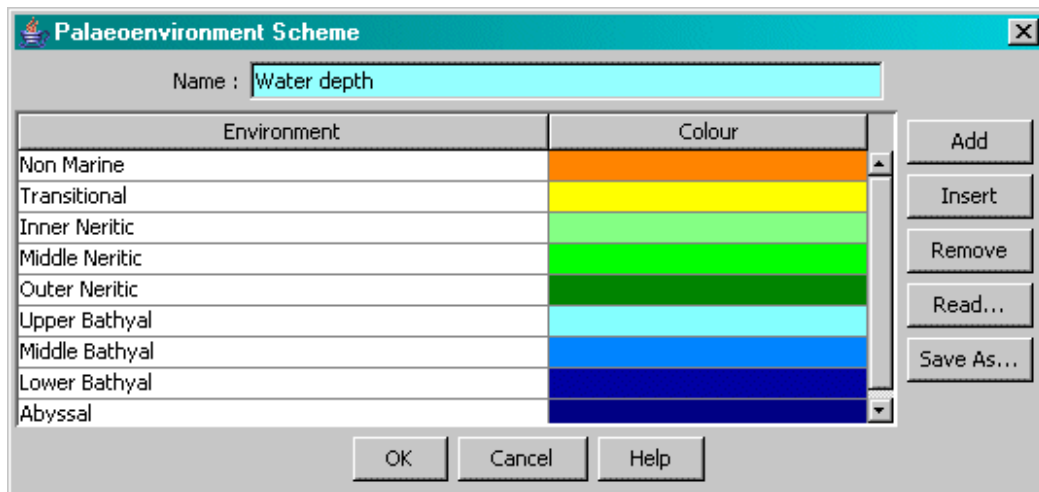 Palaeoenvironment Scheme
Name : Water depth
Environment Colour
Non Marine
Transitional
Inner Neritic
Middle Neritic
Outer Neritic
Upper Bathyal
Middle Bathyal
Lower Bathyal
Abyssal
Add
Insert
Remove
Read...
Save As...
OK Cancel Help